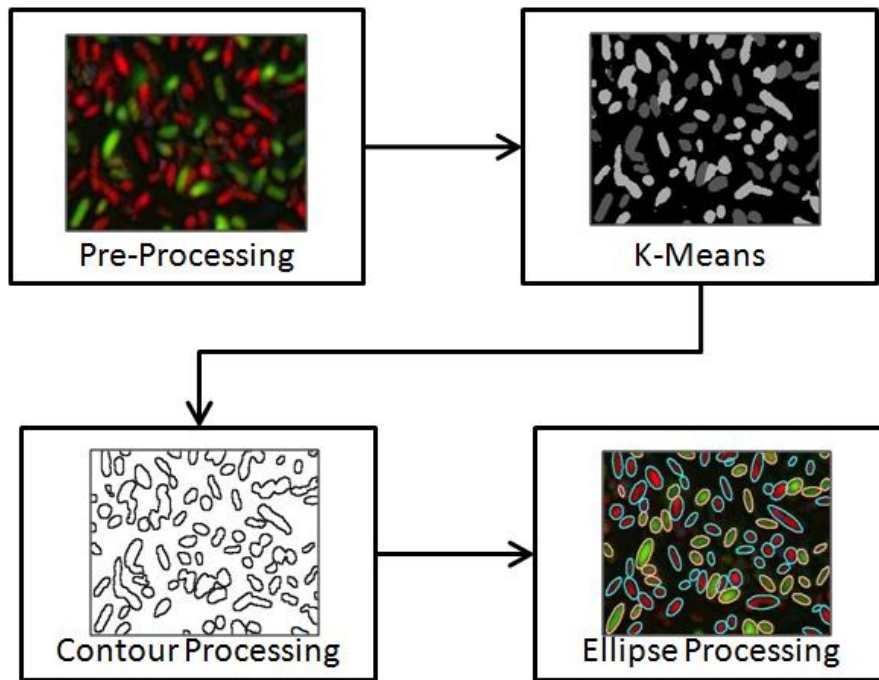 Pre-Processing
K-Means
Contour Processing
Ellipse Processing